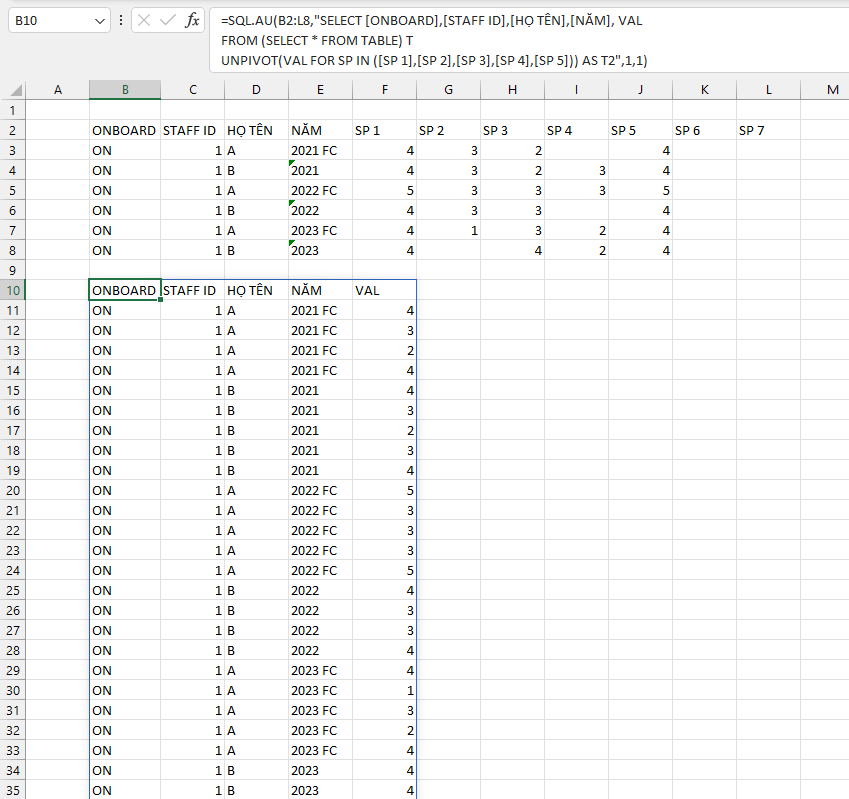 B10
fx
=SQL.AU(B2:L8,"SELECT [ONBOARD],[STAFF ID],[HỌ TÊN],[NĂM], VAL
FROM (SELECT * FROM TABLE) T
UNPIVOT(VAL FOR SP IN ([SP 1],[SP 2],[SP 3],[SP 4],[SP 5])) AS T2",1,1)
A B C D E F G H I J K L M
1
2 ONBOARD STAFF ID HỌ TÊN NĂM SP 1 SP 2 SP 3 SP 4 SP 5 SP 6 SP 7
3 ON 1 A 2021 FC 4 3 2 4
4 ON 1 B 2021 4 3 2 3 4
5 ON 1 A 2022 FC 5 3 3 3 5
6 ON 1 B 2022 4 3 3 4
7 ON 1 A 2023 FC 4 1 3 2 4
8 ON 1 B 2023 4 4 2 4
9
10 ONBOARD STAFF ID HỌ TÊN NĂM VAL
11 ON 1 A 2021 FC 4
12 ON 1 A 2021 FC 3
13 ON 1 A 2021 FC 2
14 ON 1 A 2021 FC 4
15 ON 1 B 2021 4
16 ON 1 B 2021 3
17 ON 1 B 2021 2
18 ON 1 B 2021 3
19 ON 1 B 2021 4
20 ON 1 A 2022 FC 5
21 ON 1 A 2022 FC 3
22 ON 1 A 2022 FC 3
23 ON 1 A 2022 FC 3
24 ON 1 A 2022 FC 5
25 ON 1 B 2022 4
26 ON 1 B 2022 3
27 ON 1 B 2022 3
28 ON 1 B 2022 4
29 ON 1 A 2023 FC 4
30 ON 1 A 2023 FC 1
31 ON 1 A 2023 FC 3
32 ON 1 A 2023 FC 2
33 ON 1 A 2023 FC 4
34 ON 1 B 2023 4
35 ON 1 B 2023 4